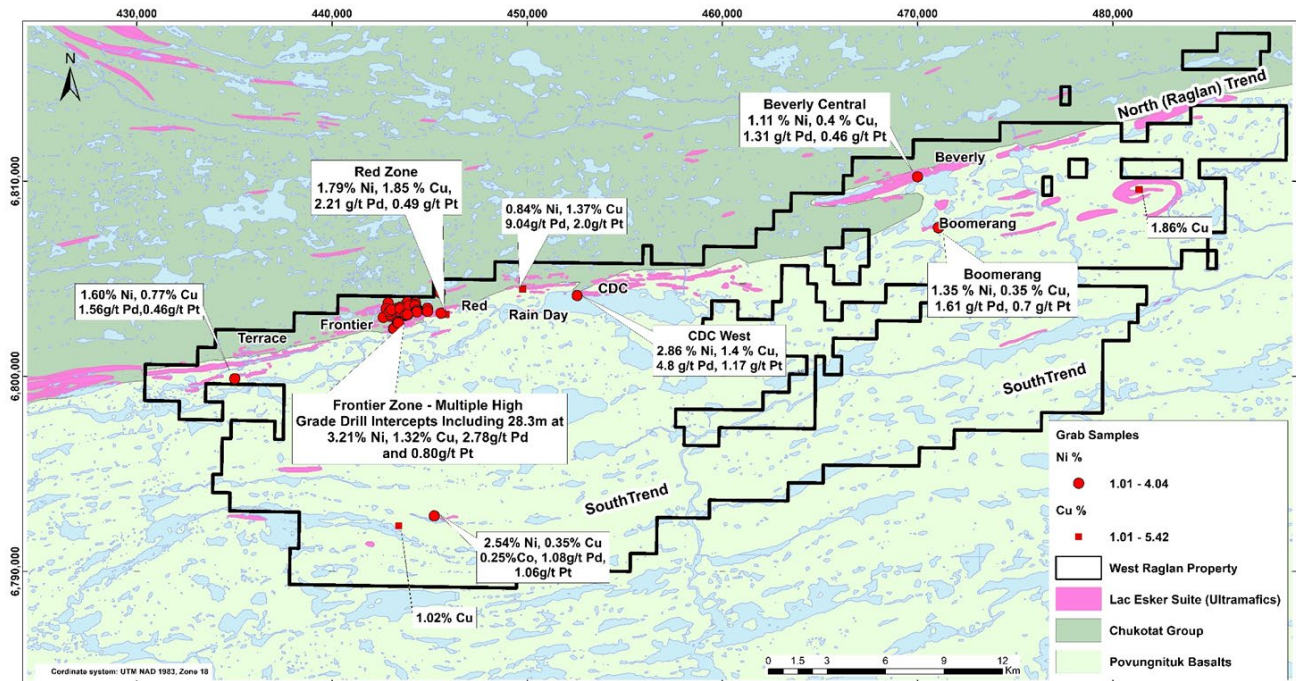 430,000
440,000
450,000
460,000
470,000
480,000
6,810,000
6,800,000
6,790,000
N
North (Raglan) Trend
Beverly Central
1.11 % Ni, 0.4 % Cu,
1.31 g/t Pd, 0.46 g/t Pt
Beverly
Red Zone
1.79% Ni, 1.85 % Cu,
2.21 g/t Pd, 0.49 g/t Pt
0.84% Ni, 1.37% Cu
9.04g/t Pd, 2.0g/t Pt
1.86% Cu
Boomerang
Boomerang
1.35 % Ni, 0.35 % Cu,
1.61 g/t Pd, 0.7 g/t Pt
1.60% Ni, 0.77% Cu
1.56g/t Pd,0.46g/t Pt
Terrace
Frontier
Red
Rain Day
CDC
CDC West
2.86 % Ni, 1.4 % Cu,
4.8 g/t Pd, 1.17 g/t Pt
Frontier Zone - Multiple High
Grade Drill Intercepts Including 28.3m at
3.21% Ni, 1.32% Cu, 2.78g/t Pd
and 0.80g/t Pt
SouthTrend
SouthTrend
2.54% Ni, 0.35% Cu
0.25%Co, 1.08g/t Pd,
1.06g/t Pt
1.02% Cu
Grab Samples
Ni %
1.01 - 4.04
Cu %
1.01 - 5.42
West Raglan Property
Lac Esker Suite (Ultramafics)
Chukotat Group
Povungnituk Basalts
0 1.5 3 6 9 12
Km
Cordinate system: UTM NAD 1983, Zone 18